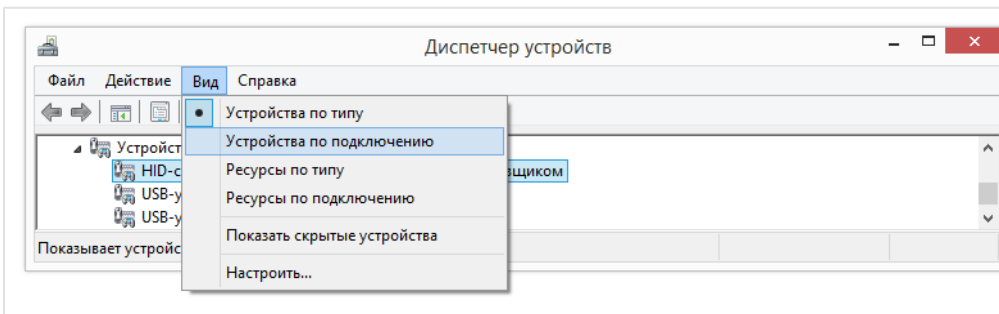 Диспетчер устройств
Файл Действие Вид Справка
Устройства по типу
Устройст
Устройства по подключению
HID-с
вщиком
Ресурсы по типу
USB-у
Ресурсы по подключению
USB-у
Показать скрытые устройства
Показывает устройс
Настроить...